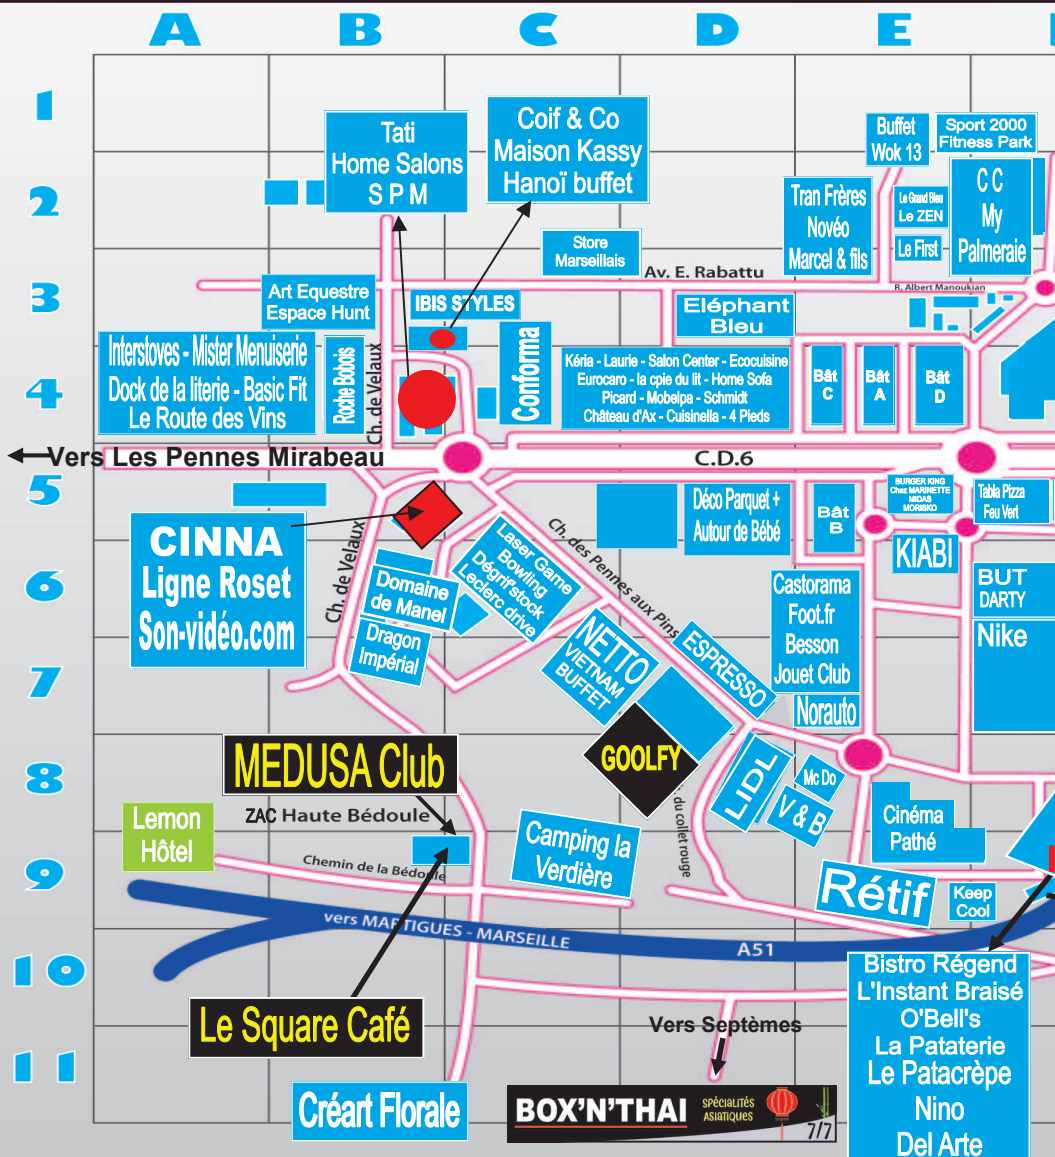 A B C D E
1
2
3
4
5
6
7
8
9
10
11
Tati
Home Salons
S P M
Coif & Co
Maison Kassy
Hanoï buffet
Buffet
Wok 13
Sport 2000
Fitness Park
C C
My
Palmeraie
Tran Frères
Novéo
Marcel & fils
Le Grand Bleu
Le ZEN
Le First
Store
Marseillais
Av. E. Rabattu
R. Albert Manoukian
Art Equestre
Espace Hunt
IBIS STYLES
Eléphant
Bleu
Interstoves - Mister Menuiserie
Dock de la literie - Basic Fit
Le Route des Vins
Roche Bobois
Ch. de Velaux
Conforma
Kéria - Laurie - Salon Center - Ecocuisine
Eurocaro - la cpie du lit - Home Sofa
Picard - Mobelpa - Schmidt
Château d'Ax - Cuisinella - 4 Pieds
Bât
C
Bât
A
Bât
D
Vers Les Pennes Mirabeau
C.D.6
CINNA
Ligne Roset
Son-vidéo.com
Ch. de Velaux
Domaine
de Manel
Dragon
Impérial
Laser Game
Bowling
Dégrif'stock
Leclerc drive
Ch. des Pennes aux Pins
Déco Parquet +
Autour de Bébé
Bât
B
BURGER KING
Chez MARINETTE
MIDAS
MORISKO
Tabla Pizza
Feu Vert
KIABI
BUT
DARTY
Nike
Castorama
Foot.fr
Besson
Jouet Club
Norauto
NETTO
VIETNAM
BUFFET
ESPRESSO
GOOLFY
LIDL
Mc Do
V & B
Cinéma
Pathé
MEDUSA Club
ZAC Haute Bédoule
Lemon
Hôtel
Chemin de la Bédoule
Camping la
Verdière
du collet rouge
Rétif
Keep
Cool
vers MARTIGUES - MARSEILLE
A51
Le Square Café
Vers Septèmes
Bistro Régend
L'Instant Braisé
O'Bell's
La Pataterie
Le Patacrèpe
Nino
Del Arte
Créart Florale
BOX'N'THAI
SPÉCIALITÉS
ASIATIQUES
7/7